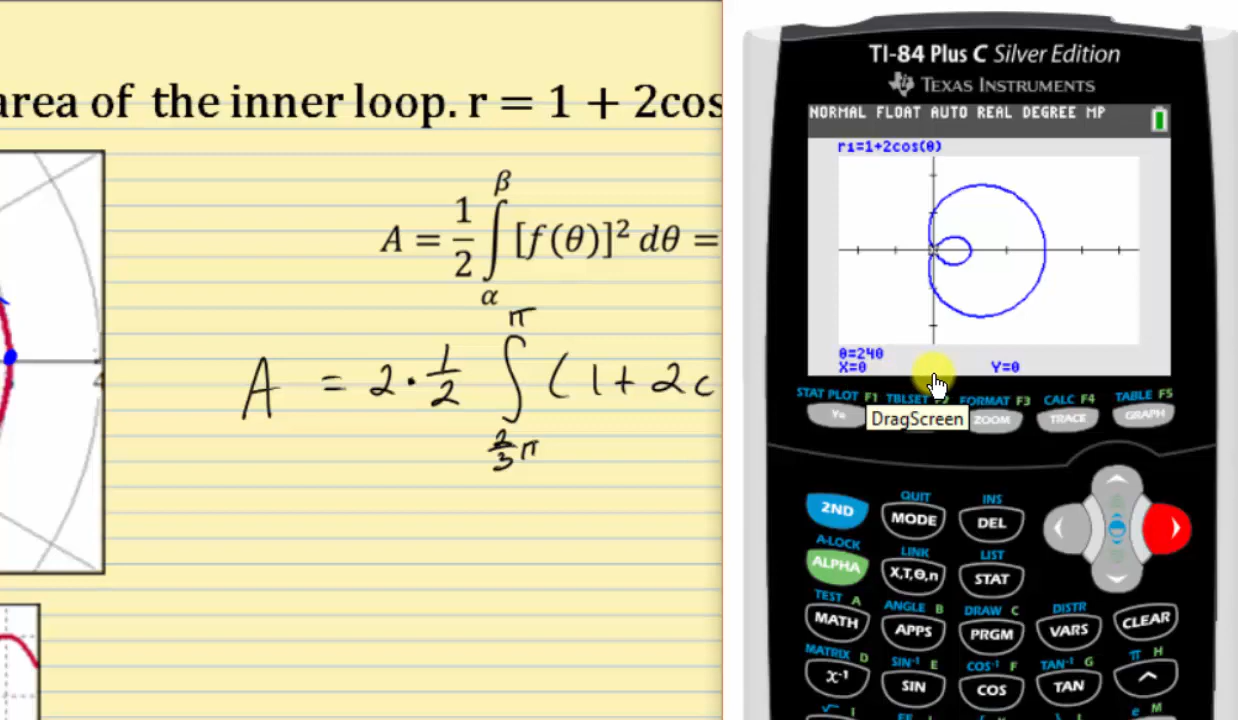 area of the inner loop. r = 1 + 2cos
β
A = 1/2 ∫ [f(θ)]² dθ =
α
π
A = 2 · 1/2 ∫ (1 + 2c
2/3 π
4
TI-84 Plus C Silver Edition
TEXAS INSTRUMENTS
NORMAL FLOAT AUTO REAL DEGREE MP
r1=1+2cos(θ)
θ=240
X=0 Y=0
STAT PLOT F1 TBLSET FORMAT F3 CALC F4 TABLE F5
Y= ZOOM TRACE GRAPH
DragScreen
QUIT INS
2ND MODE DEL
A-LOCK LINK LIST
ALPHA X,T,Θ,n STAT
TEST A ANGLE B DRAW C DISTR
MATH APPS PRGM VARS CLEAR
MATRIX D SIN⁻¹ E COS⁻¹ F TAN⁻¹ G π H
x⁻¹ SIN COS TAN ^
√ I EE J L e M